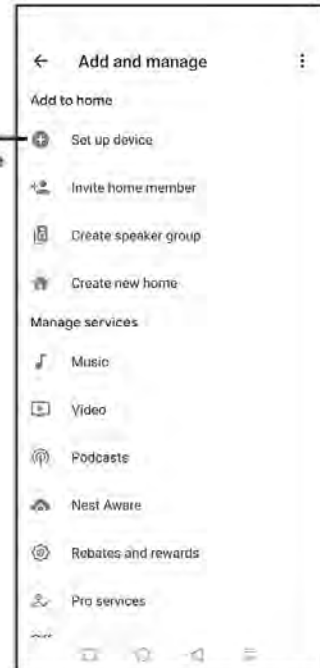 Add and manage
Add to home
Set up device
Invite home member
Create speaker group
Create new home
Manage services
Music
Video
Podcasts
Nest Aware
Rebates and rewards
Pro services